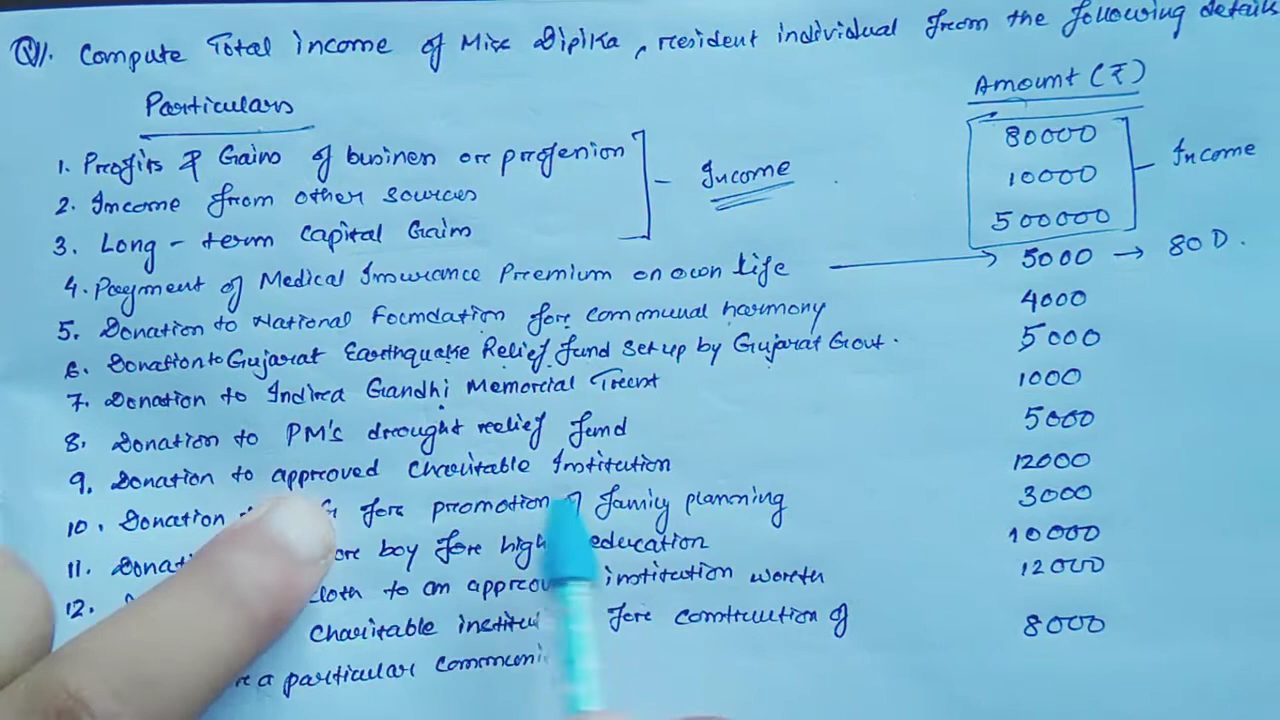 Q1. Compute Total income of Miss Dipika, resident individual from the following details
Particulars
Amount (₹)
1. Profits & Gains of business or profession 80000
2. Income from other sources 10000
3. Long-term Capital Gain 500000
Income
Income
4. Payment of Medical Insurance Premium on own life → 5000 → 80 D.
5. Donation to National Foundation for communal harmony 4000
6. Donation to Gujarat Earthquake Relief fund set up by Gujarat Govt. 5000
7. Donation to Indira Gandhi Memorial Trust 1000
8. Donation to PM's drought relief fund 5000
9. Donation to approved Charitable Institution 12000
10. Donation for promotion of family planning 3000
11. boy for education 10000
12. to an institution worth 12000
Charitable for construction of 8000
a particular